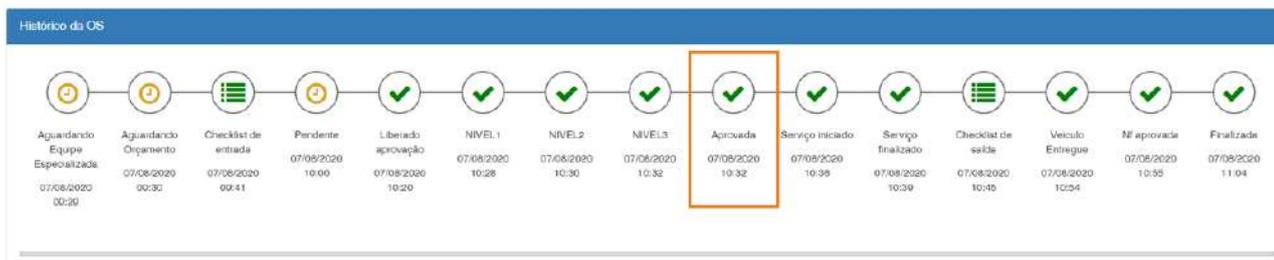 Histórico da OS
Aguardando
Equipe
Especializada
07/08/2020
09:29
Aguardando
Orçamento
07/08/2020
09:30
Checklist de
entrada
07/08/2020
09:41
Pendente
07/08/2020
10:00
Liberado
aprovação
07/08/2020
10:20
NIVEL1
07/08/2020
10:28
NIVEL2
07/08/2020
10:30
NIVEL3
07/08/2020
10:32
Aprovada
07/08/2020
10:32
Serviço iniciado
07/08/2020
10:36
Serviço
finalizado
07/08/2020
10:39
Checklist de
saída
07/08/2020
10:45
Veiculo
Entregue
07/08/2020
10:54
Nf aprovada
07/08/2020
10:55
Finalizada
07/08/2020
11:04